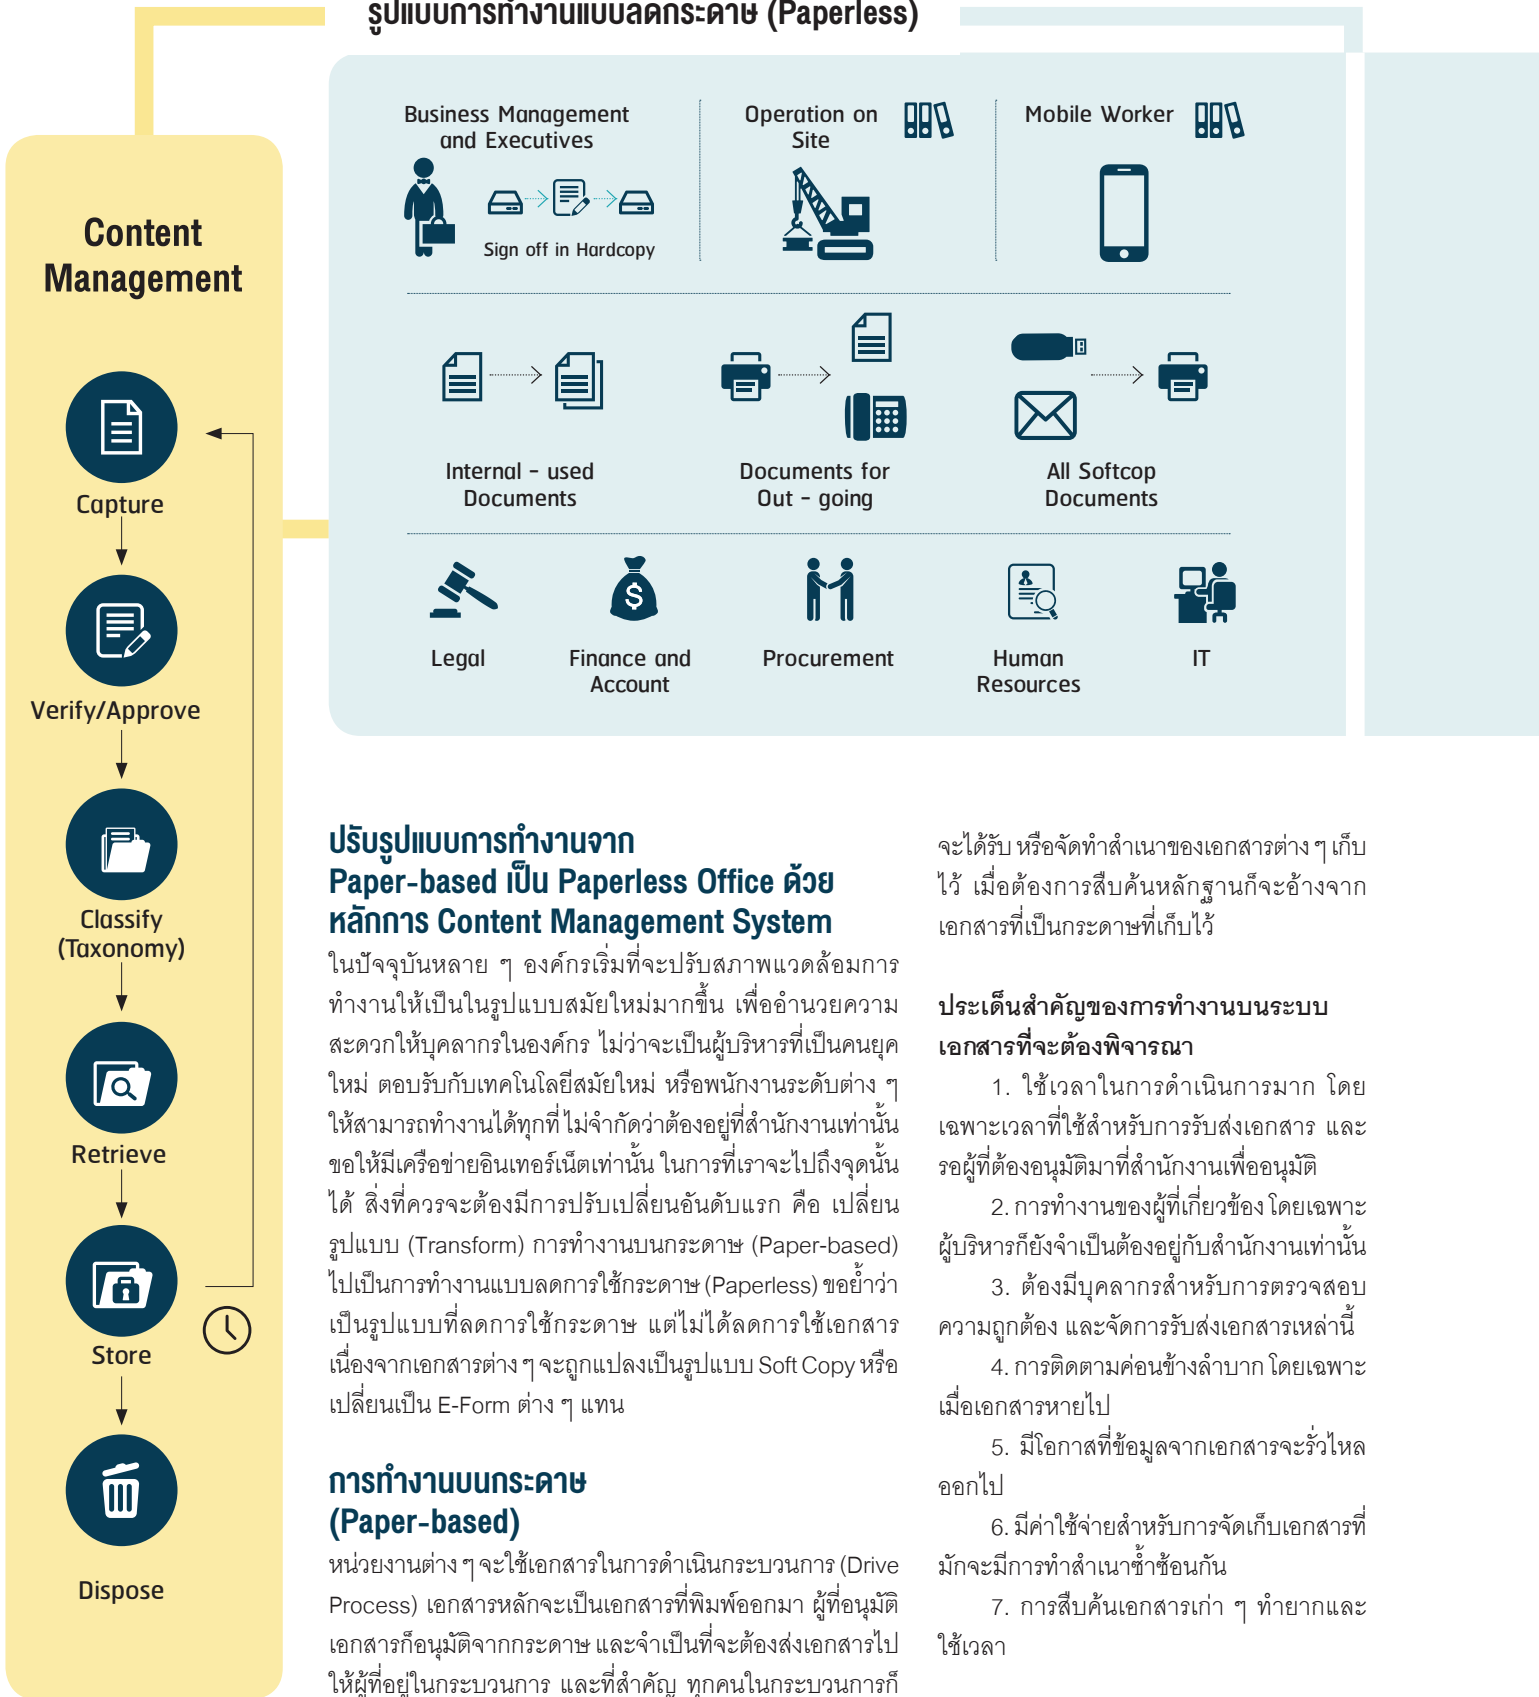 รูปแบบการทำงานแบบลดกระดาษ (Paperless)
Content
Management
Capture
Verify/Approve
Classify
(Taxonomy)
Retrieve
Store
Dispose
Business Management
and Executives
Sign off in Hardcopy
Operation on
Site
Mobile Worker
Internal - used
Documents
Documents for
Out - going
All Softcop
Documents
Legal
Finance and
Account
Procurement
Human
Resources
IT
ปรับรูปแบบการทำงานจาก
Paper-based เป็น Paperless Office ด้วย
หลักการ Content Management System
ในปัจจุบันหลาย ๆ องค์กรเริ่มที่จะปรับสภาพแวดล้อมการ
ทำงานให้เป็นในรูปแบบสมัยใหม่มากขึ้น เพื่ออำนวยความ
สะดวกให้บุคลากรในองค์กร ไม่ว่าจะเป็นผู้บริหารที่เป็นคนยุค
ใหม่ ตอบรับกับเทคโนโลยีสมัยใหม่ หรือพนักงานระดับต่าง ๆ
ให้สามารถทำงานได้ทุกที่ ไม่จำกัดว่าต้องอยู่ที่สำนักงานเท่านั้น
ขอให้มีเครือข่ายอินเทอร์เน็ตเท่านั้น ในการที่เราจะไปถึงจุดนั้น
ได้ สิ่งที่ควรจะต้องมีการปรับเปลี่ยนอันดับแรก คือ เปลี่ยน
รูปแบบ (Transform) การทำงานบนกระดาษ (Paper-based)
ไปเป็นการทำงานแบบลดการใช้กระดาษ (Paperless) ขอย้ำว่า
เป็นรูปแบบที่ลดการใช้กระดาษ แต่ไม่ได้ลดการใช้เอกสาร
เนื่องจากเอกสารต่าง ๆ จะถูกแปลงเป็นรูปแบบ Soft Copy หรือ
เปลี่ยนเป็น E-Form ต่าง ๆ แทน
การทำงานบนกระดาษ
(Paper-based)
หน่วยงานต่าง ๆ จะใช้เอกสารในการดำเนินกระบวนการ (Drive
Process) เอกสารหลักจะเป็นเอกสารที่พิมพ์ออกมา ผู้ที่อนุมัติ
เอกสารก็อนุมัติจากกระดาษ และจำเป็นที่จะต้องส่งเอกสารไป
ให้ผู้ที่อยู่ในกระบวนการ และที่สำคัญ ทุกคนในกระบวนการก็
จะได้รับ หรือจัดทำสำเนาของเอกสารต่าง ๆ เก็บ
ไว้ เมื่อต้องการสืบค้นหลักฐานก็จะอ้างจาก
เอกสารที่เป็นกระดาษที่เก็บไว้
ประเด็นสำคัญของการทำงานบนระบบ
เอกสารที่จะต้องพิจารณา
1. ใช้เวลาในการดำเนินการมาก โดย
เฉพาะเวลาที่ใช้สำหรับการรับส่งเอกสาร และ
รอผู้ที่ต้องอนุมัติมาที่สำนักงานเพื่ออนุมัติ
2. การทำงานของผู้ที่เกี่ยวข้อง โดยเฉพาะ
ผู้บริหารก็ยังจำเป็นต้องอยู่กับสำนักงานเท่านั้น
3. ต้องมีบุคลากรสำหรับการตรวจสอบ
ความถูกต้อง และจัดการรับส่งเอกสารเหล่านี้
4. การติดตามค่อนข้างลำบาก โดยเฉพาะ
เมื่อเอกสารหายไป
5. มีโอกาสที่ข้อมูลจากเอกสารจะรั่วไหล
ออกไป
6. มีค่าใช้จ่ายสำหรับการจัดเก็บเอกสารที่
มักจะมีการทำสำเนาซ้ำซ้อนกัน
7. การสืบค้นเอกสารเก่า ๆ ทำยากและ
ใช้เวลา